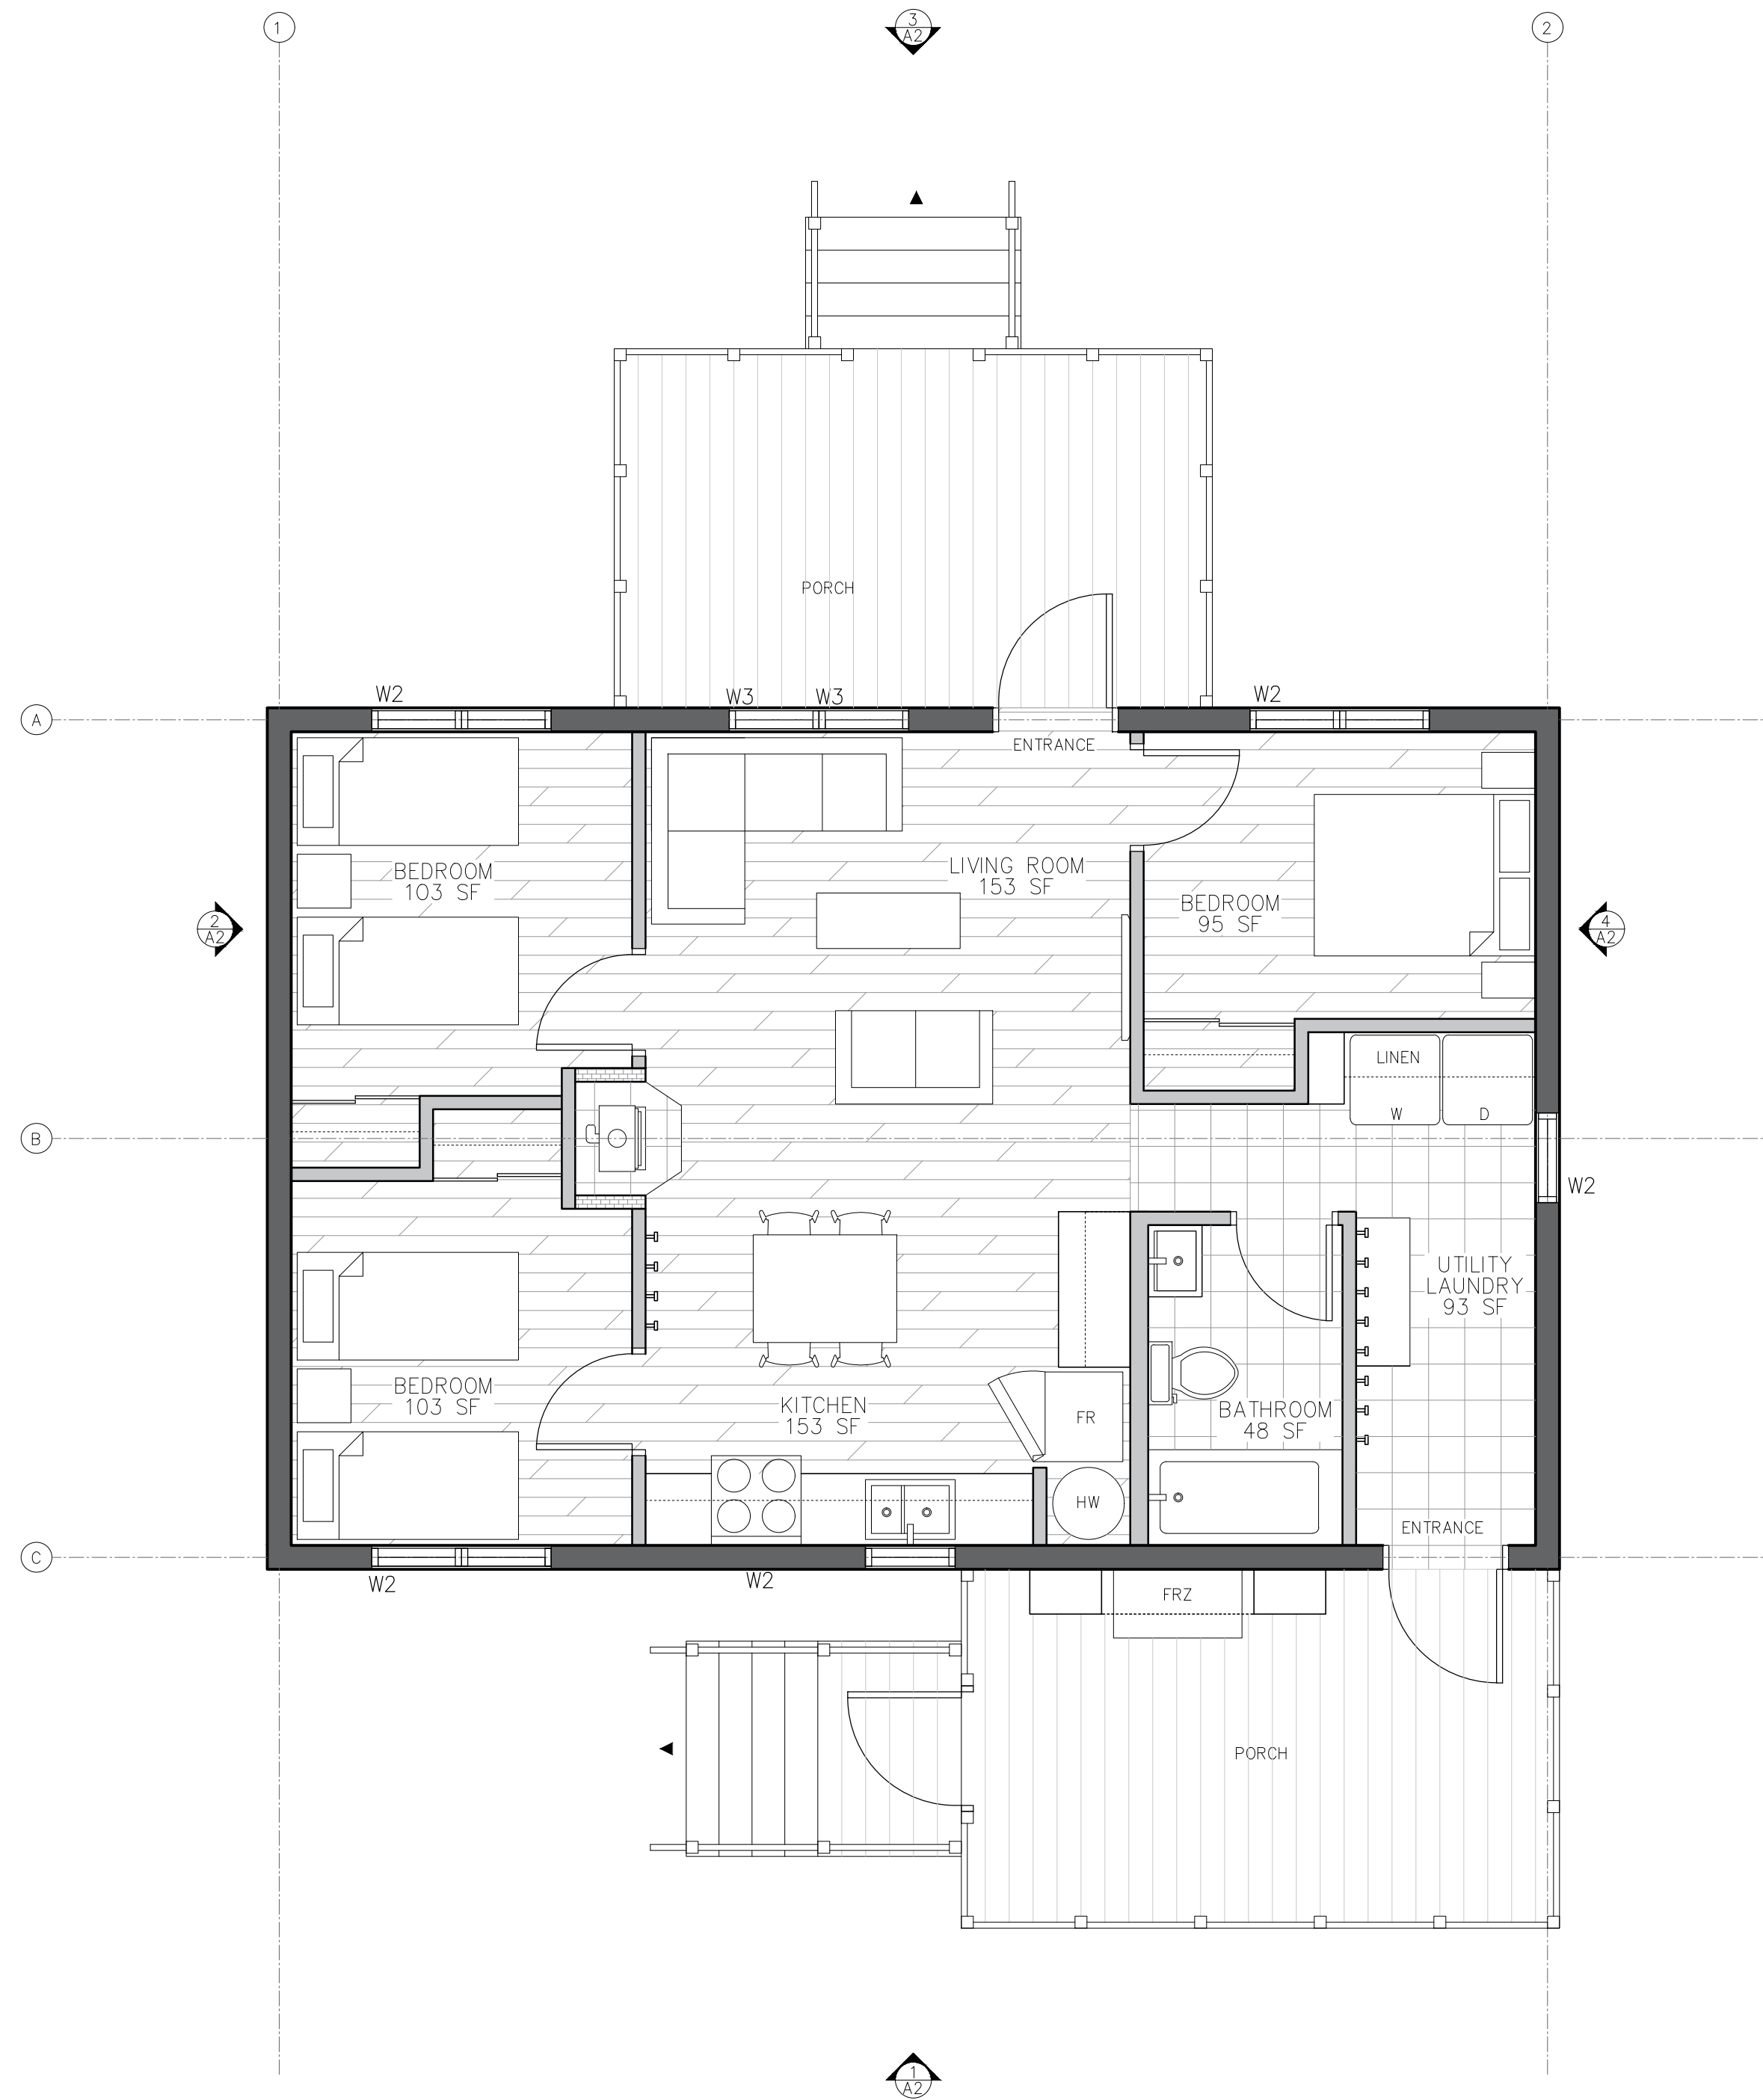 1
3
A2
2
PORCH
W2
W3
W3
W2
A
ENTRANCE
BEDROOM
103 SF
LIVING ROOM
153 SF
BEDROOM
95 SF
2
A2
4
A2
LINEN
W
D
B
W2
UTILITY
LAUNDRY
93 SF
BEDROOM
103 SF
KITCHEN
153 SF
FR
BATHROOM
48 SF
HW
ENTRANCE
C
W2
W2
FRZ
PORCH
1
A2